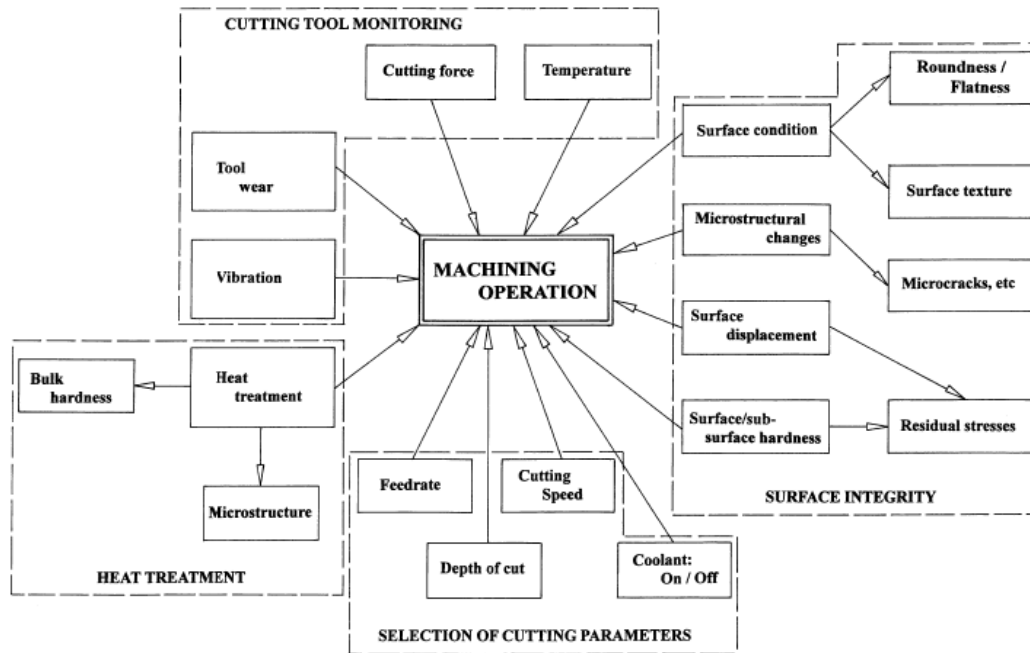 CUTTING TOOL MONITORING
Cutting force
Temperature
Tool
wear
Vibration
Roundness /
Flatness
Surface condition
Surface texture
Microstructural
changes
Microcracks, etc
Surface
displacement
Surface/sub-
surface hardness
Residual stresses
SURFACE INTEGRITY
MACHINING
OPERATION
Bulk
hardness
Heat
treatment
Microstructure
HEAT TREATMENT
Feedrate
Cutting
Speed
Depth of cut
Coolant:
On / Off
SELECTION OF CUTTING PARAMETERS